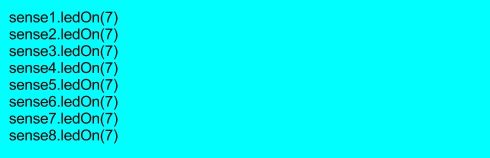 sense1.ledOn(7)
sense2.ledOn(7)
sense3.ledOn(7)
sense4.ledOn(7)
sense5.ledOn(7)
sense6.ledOn(7)
sense7.ledOn(7)
sense8.ledOn(7)